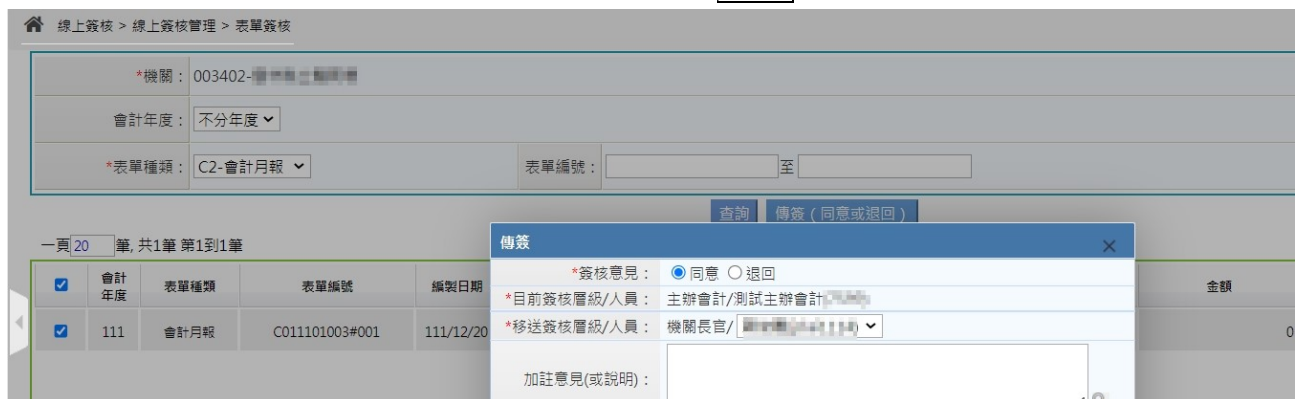 線上簽核 > 線上簽核管理 > 表單簽核
*機關： 003402-
會計年度： 不分年度
*表單種類： C2-會計月報 表單編號： 至
查詢 傳簽（同意或退回）
一頁 20 筆, 共1筆 第1到1筆
會計年度 表單種類 表單編號 編製日期 金額
111 會計月報 C011101003#001 111/12/20 0
傳簽
*簽核意見： 同意 退回
*目前簽核層級/人員： 主辦會計/測試主辦會計
*移送簽核層級/人員： 機關長官/
加註意見(或說明)：